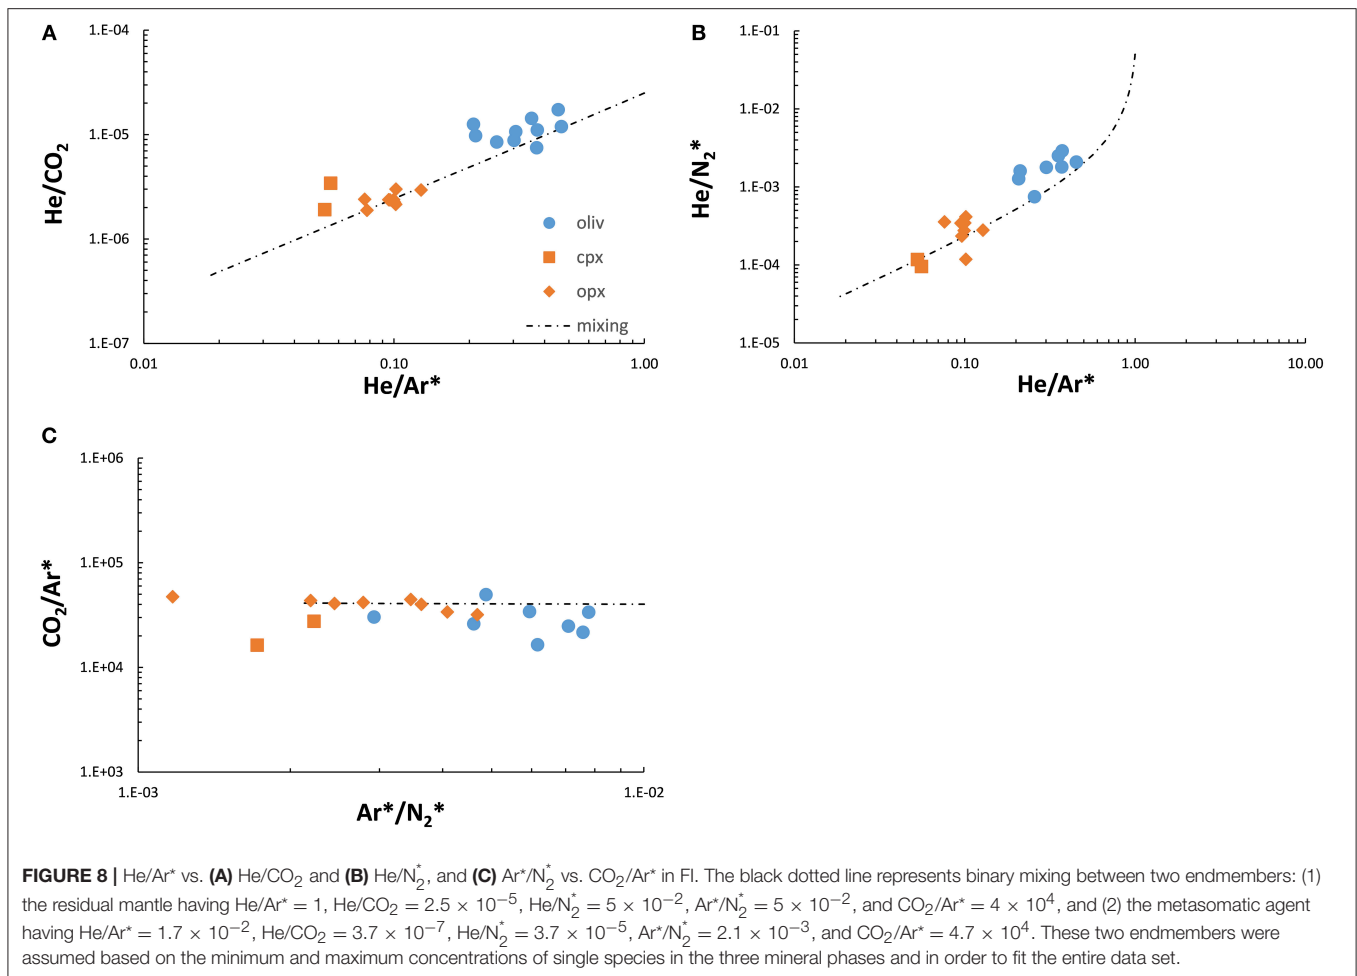 A
1.E-04
1.E-05
1.E-06
1.E-07
He/CO2
0.01
0.10
1.00
He/Ar*
oliv
cpx
opx
mixing
B
1.E-01
1.E-02
1.E-03
1.E-04
1.E-05
He/N2*
0.01
0.10
1.00
10.00
He/Ar*
C
1.E+06
1.E+05
1.E+04
1.E+03
CO2/Ar*
1.E-03
1.E-02
Ar*/N2*
FIGURE 8 | He/Ar* vs. (A) He/CO2 and (B) He/N2*, and (C) Ar*/N2* vs. CO2/Ar* in FI. The black dotted line represents binary mixing between two endmembers: (1)
the residual mantle having He/Ar* = 1, He/CO2 = 2.5 × 10−5, He/N2* = 5 × 10−2, Ar*/N2* = 5 × 10−2, and CO2/Ar* = 4 × 104, and (2) the metasomatic agent
having He/Ar* = 1.7 × 10−2, He/CO2 = 3.7 × 10−7, He/N2* = 3.7 × 10−5, Ar*/N2* = 2.1 × 10−3, and CO2/Ar* = 4.7 × 104. These two endmembers were
assumed based on the minimum and maximum concentrations of single species in the three mineral phases and in order to fit the entire data set.